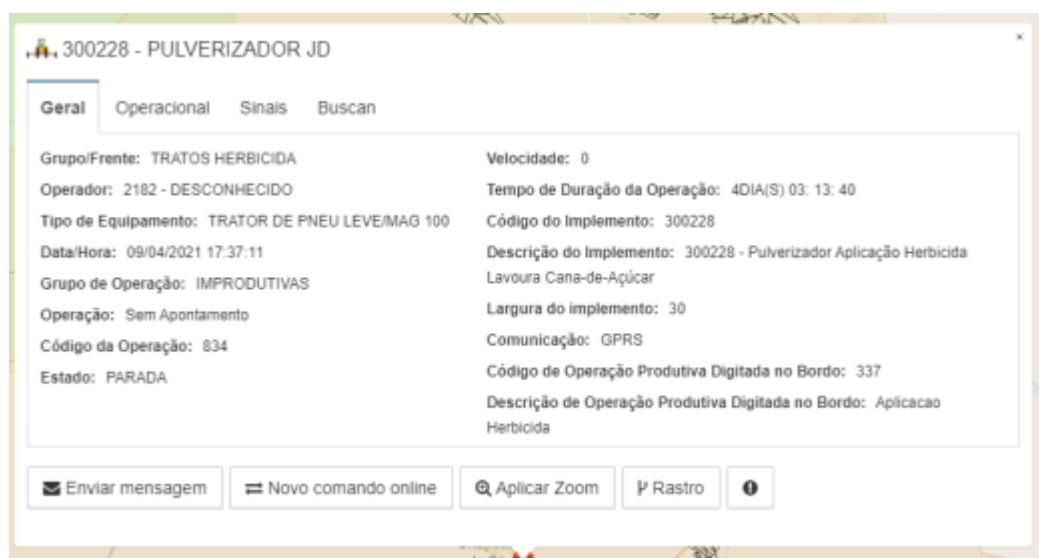 300228 - PULVERIZADOR JD
×
Geral Operacional Sinais Buscan
Grupo/Frente: TRATOS HERBICIDA
Operador: 2182 - DESCONHECIDO
Tipo de Equipamento: TRATOR DE PNEU LEVE/MAG 100
Data/Hora: 09/04/2021 17:37:11
Grupo de Operação: IMPRODUTIVAS
Operação: Sem Apontamento
Código da Operação: 834
Estado: PARADA
Velocidade: 0
Tempo de Duração da Operação: 4DIA(S) 03: 13: 40
Código do Implemento: 300228
Descrição do Implemento: 300228 - Pulverizador Aplicação Herbicida
Lavoura Cana-de-Açúcar
Largura do implemento: 30
Comunicação: GPRS
Código de Operação Produtiva Digitada no Bordo: 337
Descrição de Operação Produtiva Digitada no Bordo: Aplicacao
Herbicida
Enviar mensagem Novo comando online Aplicar Zoom Rastro